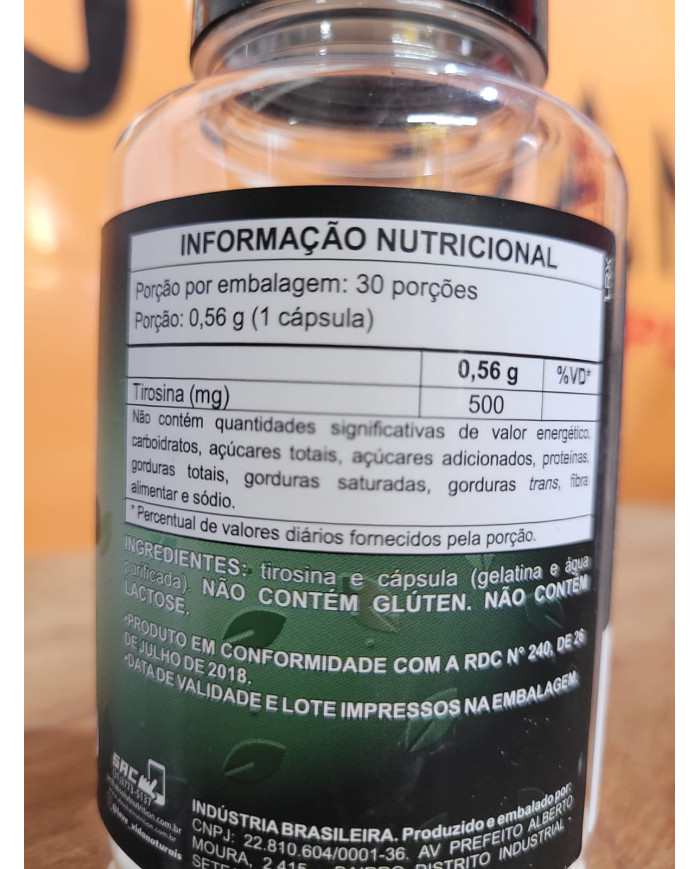 INFORMAÇÃO NUTRICIONAL
Porção por embalagem: 30 porções
Porção: 0,56 g (1 cápsula)
0,56 g %VD*
Tirosina (mg) 500
Não contém quantidades significativas de valor energético,
carboidratos, açúcares totais, açúcares adicionados, proteínas,
gorduras totais, gorduras saturadas, gorduras trans, fibra
alimentar e sódio.
* Percentual de valores diários fornecidos pela porção.
INGREDIENTES: tirosina e cápsula (gelatina e água
purificada). NÃO CONTÉM GLÚTEN. NÃO CONTÉM
LACTOSE.
*PRODUTO EM CONFORMIDADE COM A RDC N° 240, DE 26
DE JULHO DE 2018.
*DATA DE VALIDADE E LOTE IMPRESSOS NA EMBALAGEM.
SAC
INDÚSTRIA BRASILEIRA. Produzido e embalado por:
CNPJ: 22.810.604/0001-36. AV PREFEITO ALBERTO
MOURA, 2.415 DISTRITO INDUSTRIAL